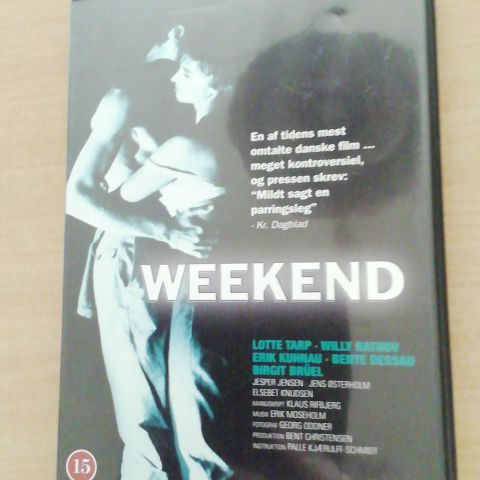 En af tidens mest
omtalte danske film ---
meget kontroversiel,
og pressen skrev:
"Mildt sagt en
parringsleg"
- Kr. Dagblad
WEEKEND
LOTTE TARP · WILLY RATHNOV
ERIK KUHNAU · BENTE DESSAU
BIRGIT BRÜEL
JESPER JENSEN JENS ØSTERHOLM
ELSEBET KNUDSEN
MANUSKRIPT KLAUS RIFBJERG
MUSIK ERIK MOSEHOLM
FOTOGRAF GEORG ODDNER
PRODUKTION BENT CHRISTENSEN
INSTRUKTION PALLE KJÆRULFF-SCHMIDT
15